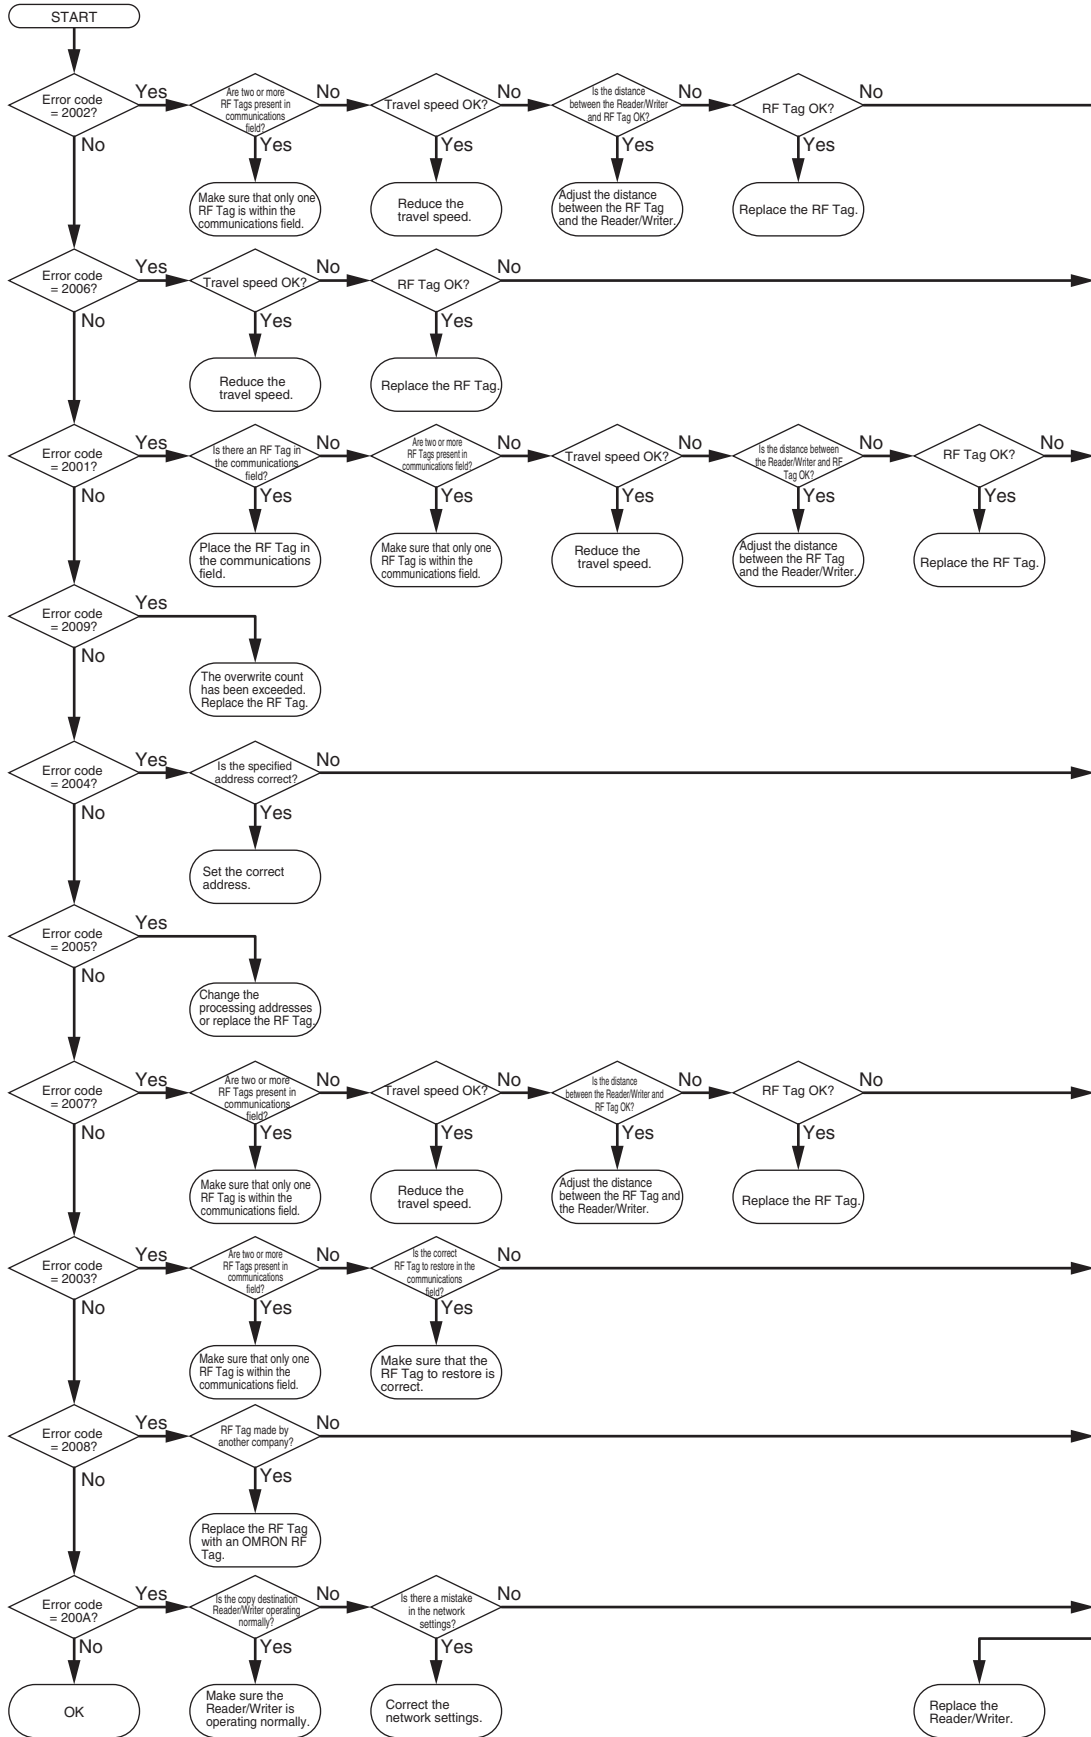 START
Error code
= 2002?
Yes
No
Are two or more
RF Tags present in
communications
field?
No
Yes
Travel speed OK?
No
Yes
Is the distance
between the Reader/Writer
and RF Tag OK?
No
Yes
RF Tag OK?
No
Yes
Make sure that only one
RF Tag is within the
communications field.
Reduce the
travel speed.
Adjust the distance
between the RF Tag
and the Reader/Writer.
Replace the RF Tag.
Error code
= 2006?
Yes
No
Travel speed OK?
No
Yes
RF Tag OK?
No
Yes
Reduce the
travel speed.
Replace the RF Tag.
Error code
= 2001?
Yes
No
Is there an RF Tag in
the communications
field?
No
Yes
Are two or more
RF Tags present in
communications field?
No
Yes
Travel speed OK?
No
Yes
Is the distance between
the Reader/Writer and RF
Tag OK?
No
Yes
RF Tag OK?
No
Yes
Place the RF Tag in
the communications
field.
Make sure that only one
RF Tag is within the
communications field.
Reduce the
travel speed.
Adjust the distance
between the RF Tag
and the Reader/Writer.
Replace the RF Tag.
Error code
= 2009?
Yes
No
The overwrite count
has been exceeded.
Replace the RF Tag.
Error code
= 2004?
Yes
No
Is the specified
address correct?
No
Yes
Set the correct
address.
Error code
= 2005?
Yes
No
Change the
processing addresses
or replace the RF Tag.
Error code
= 2007?
Yes
No
Are two or more
RF Tags present in
communications
field?
No
Yes
Travel speed OK?
No
Yes
Is the distance
between the Reader/Writer and
RF Tag OK?
No
Yes
RF Tag OK?
No
Yes
Make sure that only one
RF Tag is within the
communications field.
Reduce the
travel speed.
Adjust the distance
between the RF Tag and
the Reader/Writer.
Replace the RF Tag.
Error code
= 2003?
Yes
No
Are two or more
RF Tags present in
communications
field?
No
Yes
Is the correct
RF Tag to restore in the
communications
field?
No
Yes
Make sure that only one
RF Tag is within the
communications field.
Make sure that the
RF Tag to restore is
correct.
Error code
= 2008?
Yes
No
RF Tag made by
another company?
No
Yes
Replace the RF Tag
with an OMRON RF
Tag.
Error code
= 200A?
Yes
No
Is the copy destination
Reader/Writer operating
normally?
No
Yes
Is there a mistake
in the network
settings?
No
Yes
OK
Make sure the
Reader/Writer is
operating normally.
Correct the
network settings.
Replace the
Reader/Writer.